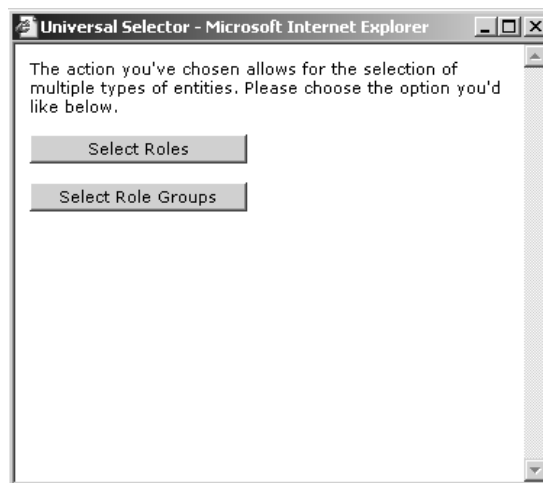 Universal Selector - Microsoft Internet Explorer
The action you've chosen allows for the selection of
multiple types of entities. Please choose the option you'd
like below.
Select Roles
Select Role Groups